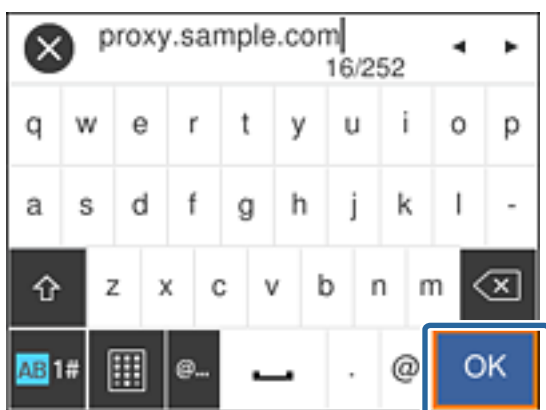 proxy.sample.com
16/252
q w e r t y u i o p
a s d f g h j k l -
z x c v b n m
AB 1# @... . @ OK